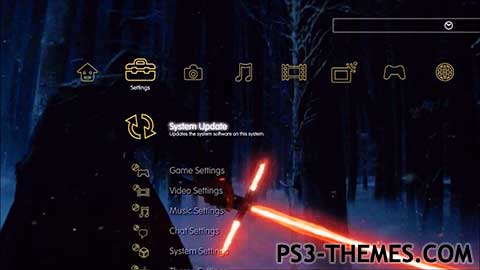 Settings
System Update
Updates the system software on this system.
Game Settings
Video Settings
Music Settings
Chat Settings
System Settings
PS3-THEMES.COM